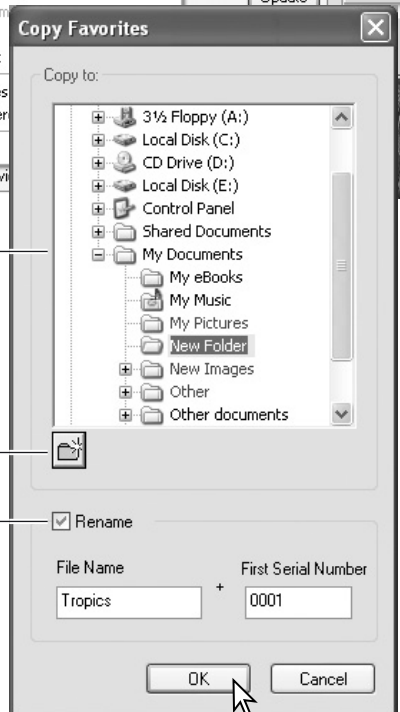 Copy Favorites
Copy to:
3½ Floppy (A:)
Local Disk (C:)
CD Drive (D:)
Local Disk (E:)
Control Panel
Shared Documents
My Documents
My eBooks
My Music
My Pictures
New Folder
New Images
Other
Other documents
Rename
File Name
First Serial Number
Tropics
+
0001
OK
Cancel